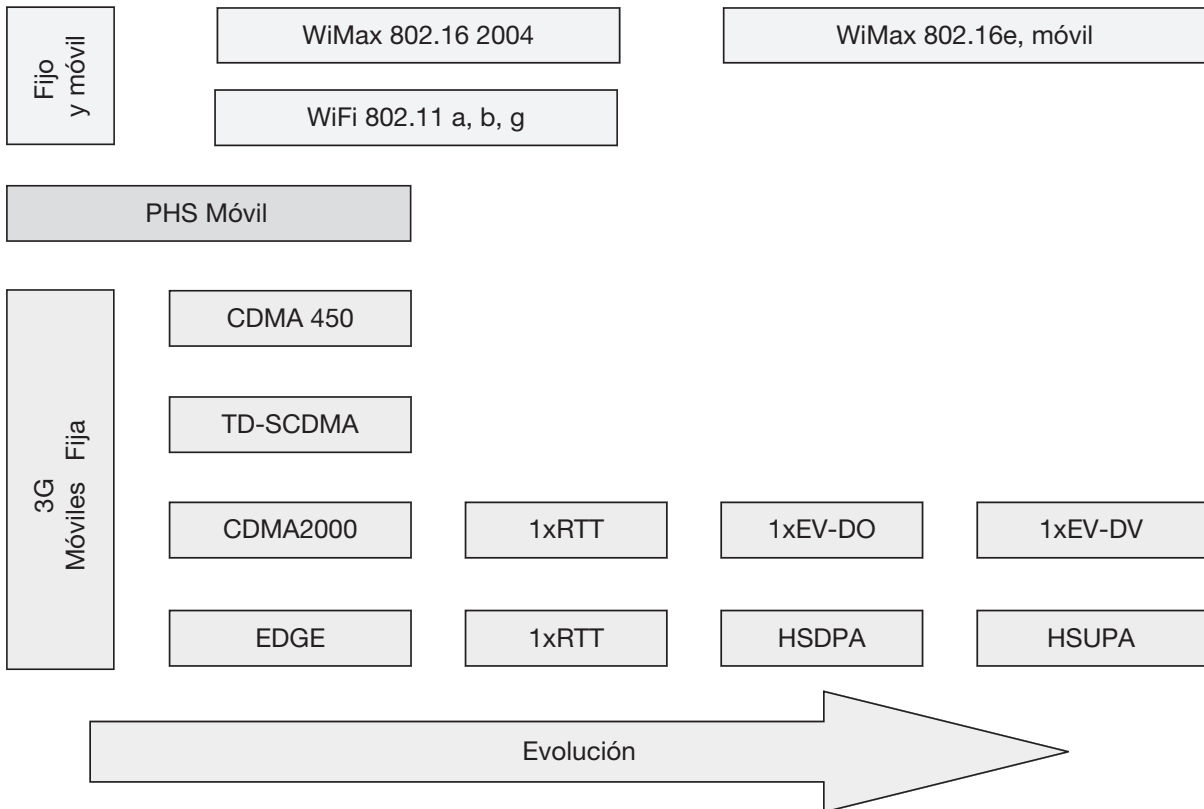 Fijo
y móvil
WiMax 802.16 2004
WiMax 802.16e, móvil
WiFi 802.11 a, b, g
PHS Móvil
3G
Móviles Fija
CDMA 450
TD-SCDMA
CDMA2000
1xRTT
1xEV-DO
1xEV-DV
EDGE
1xRTT
HSDPA
HSUPA
Evolución